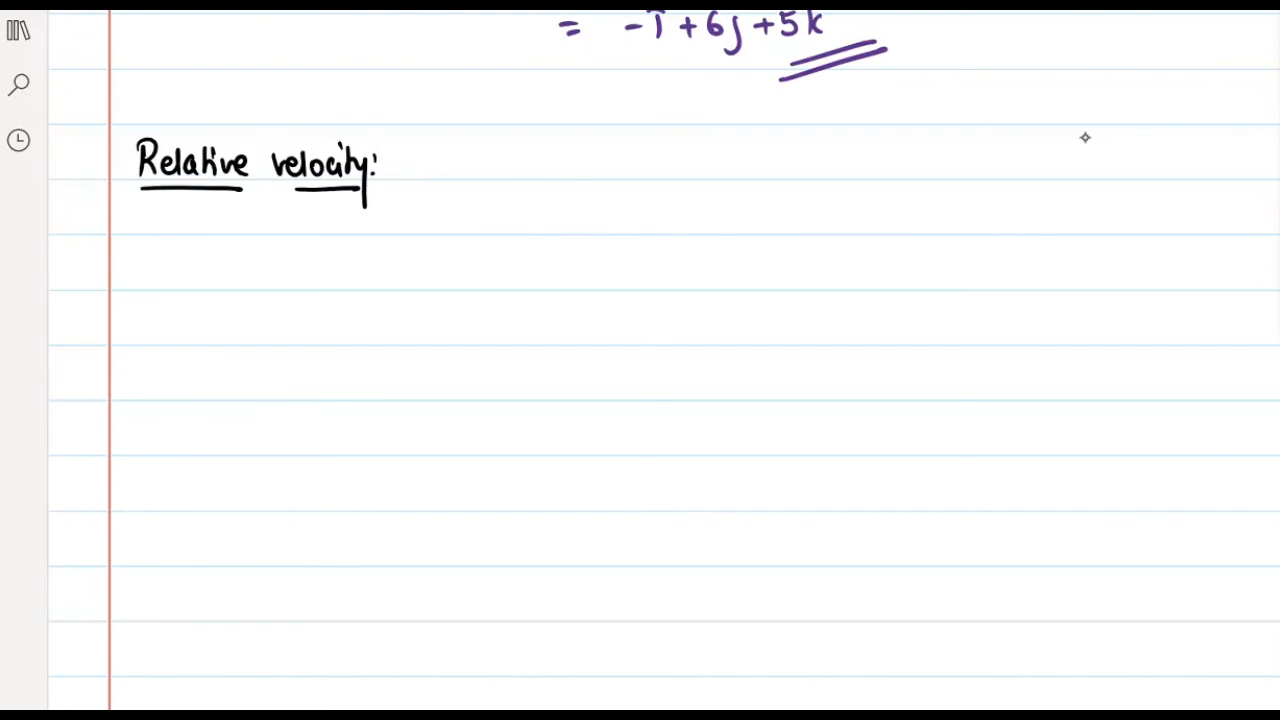 = -i + 6j + 5k
Relative velocity: